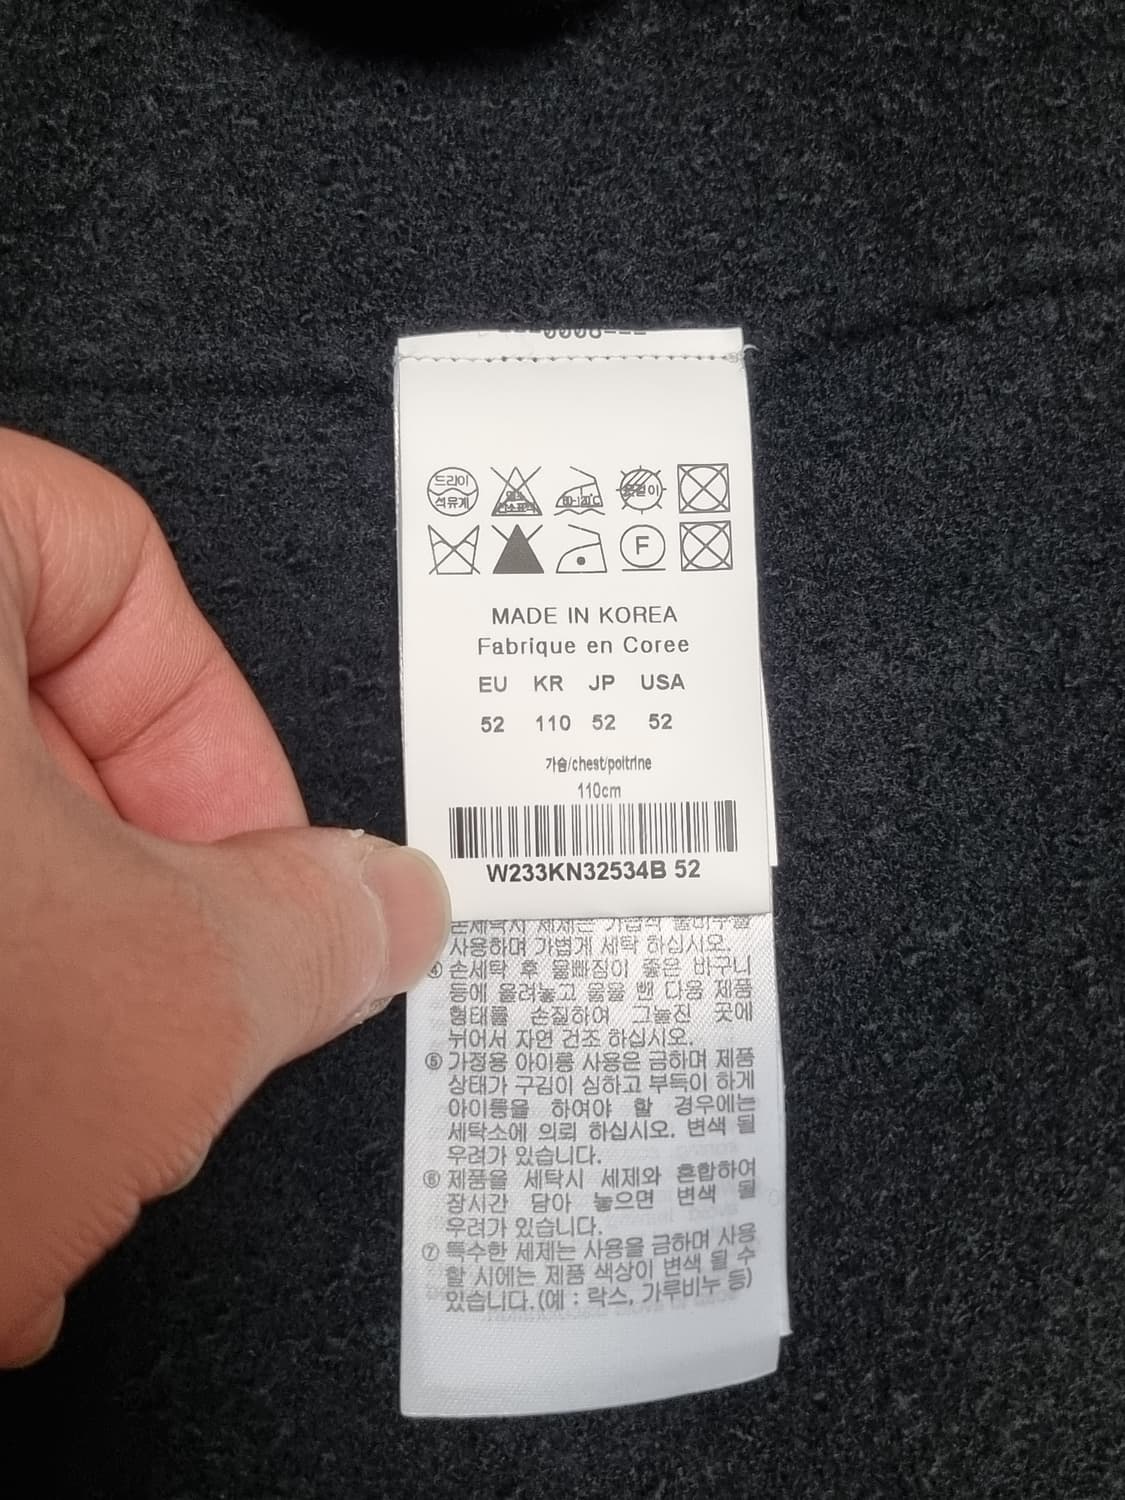 드라이
석유계
F
MADE IN KOREA
Fabrique en Coree
EU KR JP USA
52 110 52 52
가슴/chest/poitrine
110cm
W233KN32534B 52
사용하며 가볍게 세탁 하십시오.
④ 손세탁 후 물빠짐이 좋은 바구니
등에 올려놓고 물을 뺀 다음 제품
형태를 손질하여 그늘진 곳에
뉘어서 자연 건조 하십시오.
⑤ 가정용 아이롱 사용은 금하며 제품
상태가 구김이 심하고 부득이 하게
아이롱을 하여야 할 경우에는
세탁소에 의뢰 하십시오. 변색 될
우려가 있습니다.
⑥ 제품을 세탁시 세제와 혼합하여
장시간 담아 놓으면 변색 될
우려가 있습니다.
⑦ 특수한 세제는 사용을 금하며 사용
할 시에는 제품 색상이 변색 될 수
있습니다.(예 : 락스, 가루비누 등)